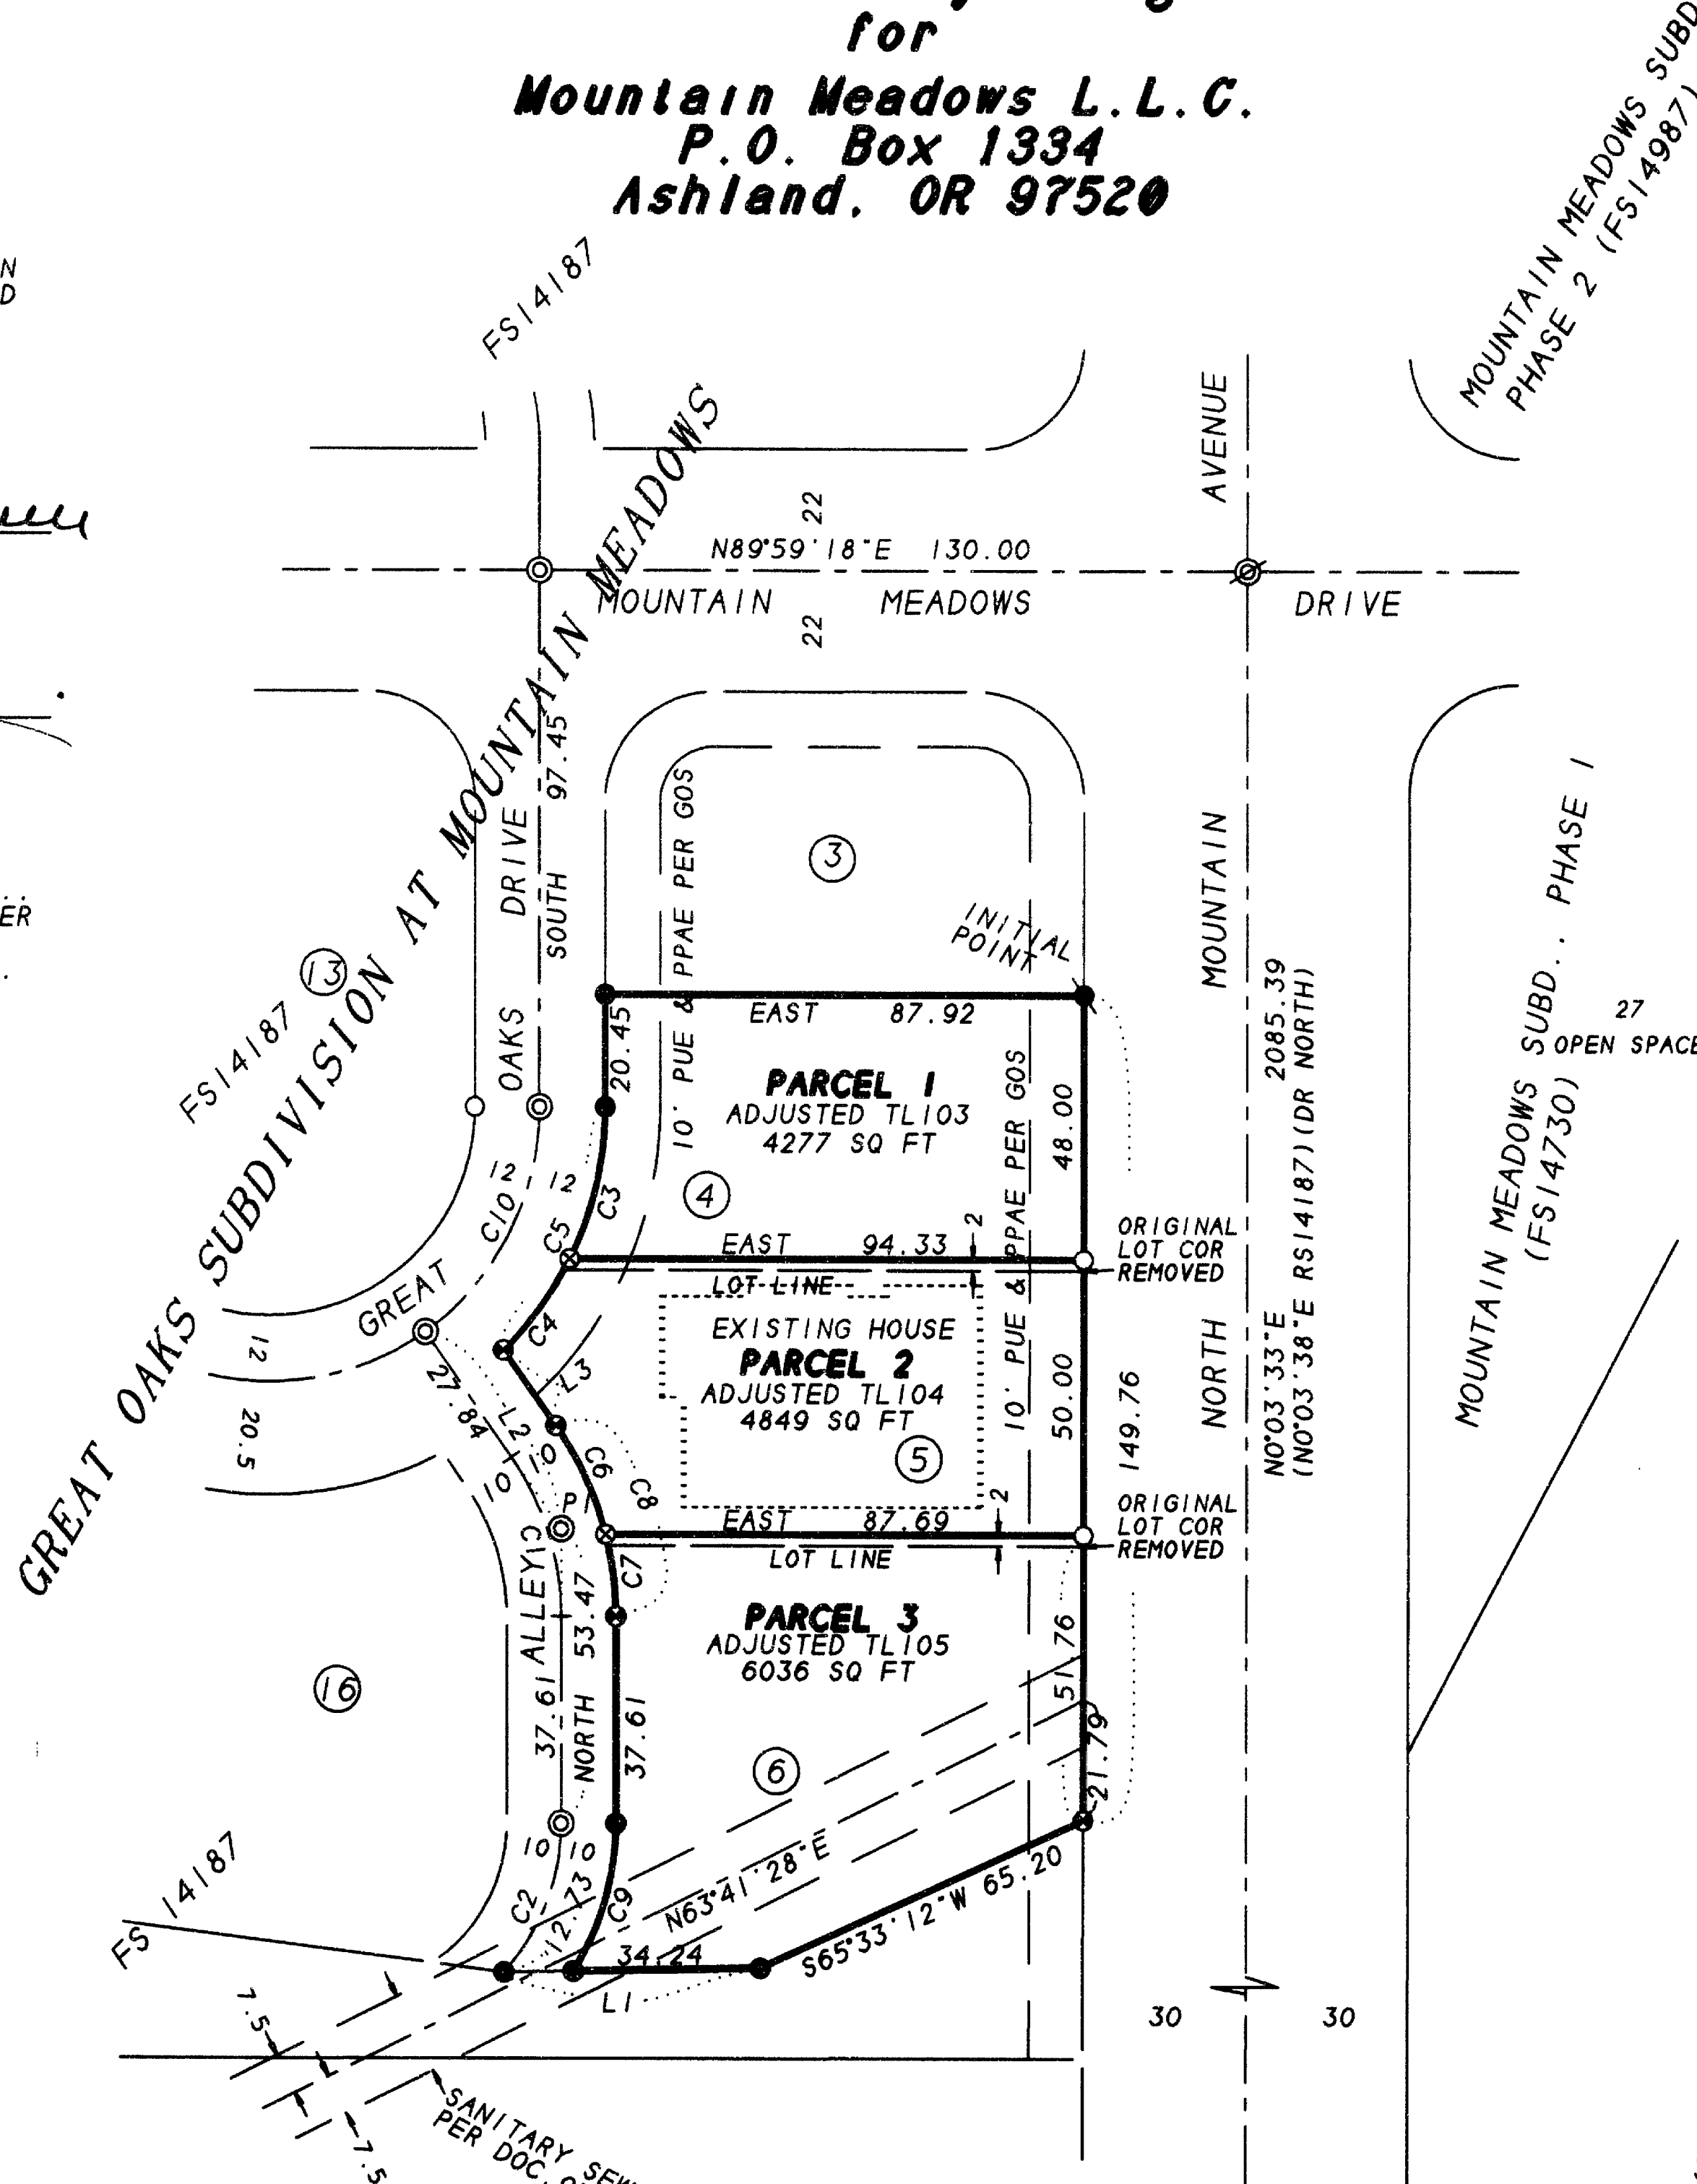 for
Mountain Meadows L.L.C.
P.O. Box 1334
Ashland, OR 97520
N
D
ER
FS14187
MOUNTAIN MEADOWS SUBD
PHASE 2 (FS14987)
AVENUE
22
N89°59'18"E 130.00
MOUNTAIN MEADOWS DRIVE
22
GREAT OAKS SUBDIVISION AT MOUNTAIN MEADOWS
SOUTH 97.45
GREAT OAKS DRIVE
10' PUE & PPAE PER GOS
3
INITIAL
POINT
MOUNTAIN
13
FS14187
EAST 87.92
20.45
PARCEL 1
ADJUSTED TL103
4277 SQ FT
48.00
10' PUE & PPAE PER GOS
2085.39
N0°03'33"E
(N0°03'38"E RS14187)(DR NORTH)
MOUNTAIN MEADOWS SUBD.. PHASE 1
(FS14730)
27
OPEN SPACE
12
12
C10
C3
C5
4
EAST 94.33
2
LOT LINE
ORIGINAL
LOT COR
REMOVED
12
20.5
27.84
C4
L3
L2
10
10
EXISTING HOUSE
PARCEL 2
ADJUSTED TL104
4849 SQ FT
5
50.00
149.76
NORTH
C6
C8
P
EAST 87.69
2
LOT LINE
ORIGINAL
LOT COR
REMOVED
ALLEY
C7
NORTH 53.47
37.61
37.61
PARCEL 3
ADJUSTED TL105
6036 SQ FT
51.76
21.79
16
6
10
10
C2
12.73
C9
N63°41'28"E
S65°33'12"W 65.20
34.24
L1
FS 14187
30
30
7.5
7.5
SANITARY
PER DOC.